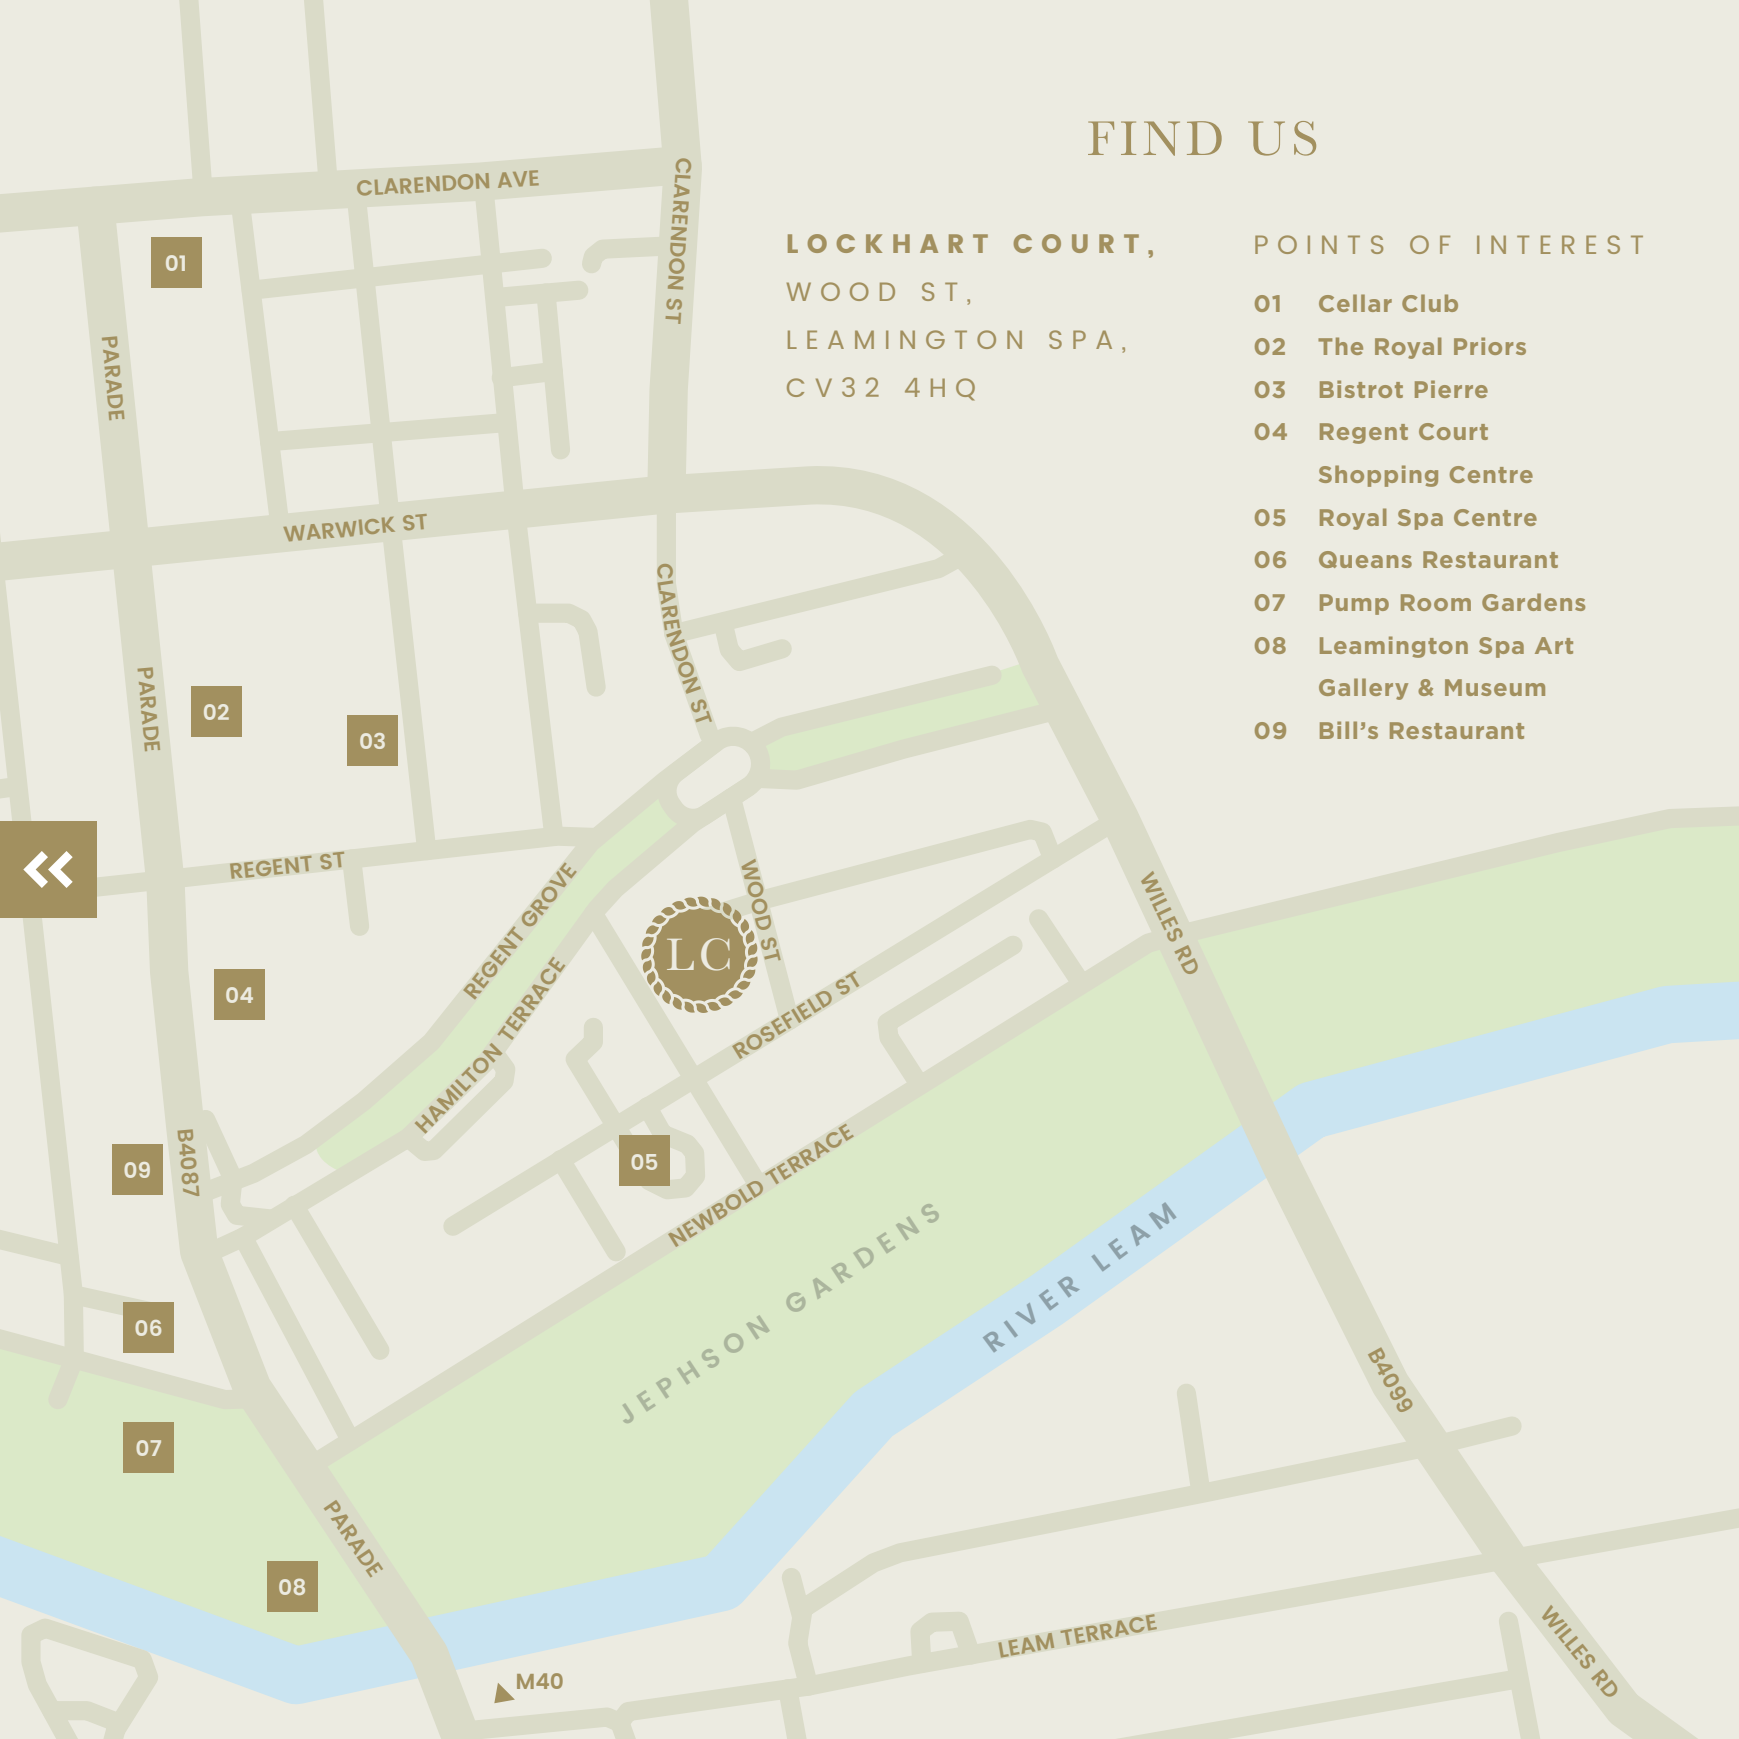 FIND US
LOCKHART COURT,
WOOD ST,
LEAMINGTON SPA,
CV32 4HQ
POINTS OF INTEREST
01 Cellar Club
02 The Royal Priors
03 Bistrot Pierre
04 Regent Court
Shopping Centre
05 Royal Spa Centre
06 Queans Restaurant
07 Pump Room Gardens
08 Leamington Spa Art
Gallery & Museum
09 Bill's Restaurant
CLARENDON AVE
CLARENDON ST
01
PARADE
WARWICK ST
CLARENDON ST
PARADE
02
03
REGENT ST
REGENT GROVE
WOOD ST
WILLES RD
LC
04
HAMILTON TERRACE
ROSEFIELD ST
B4087
09
05
NEWBOLD TERRACE
JEPHSON GARDENS
RIVER LEAM
06
B4099
07
PARADE
08
LEAM TERRACE
WILLES RD
M40